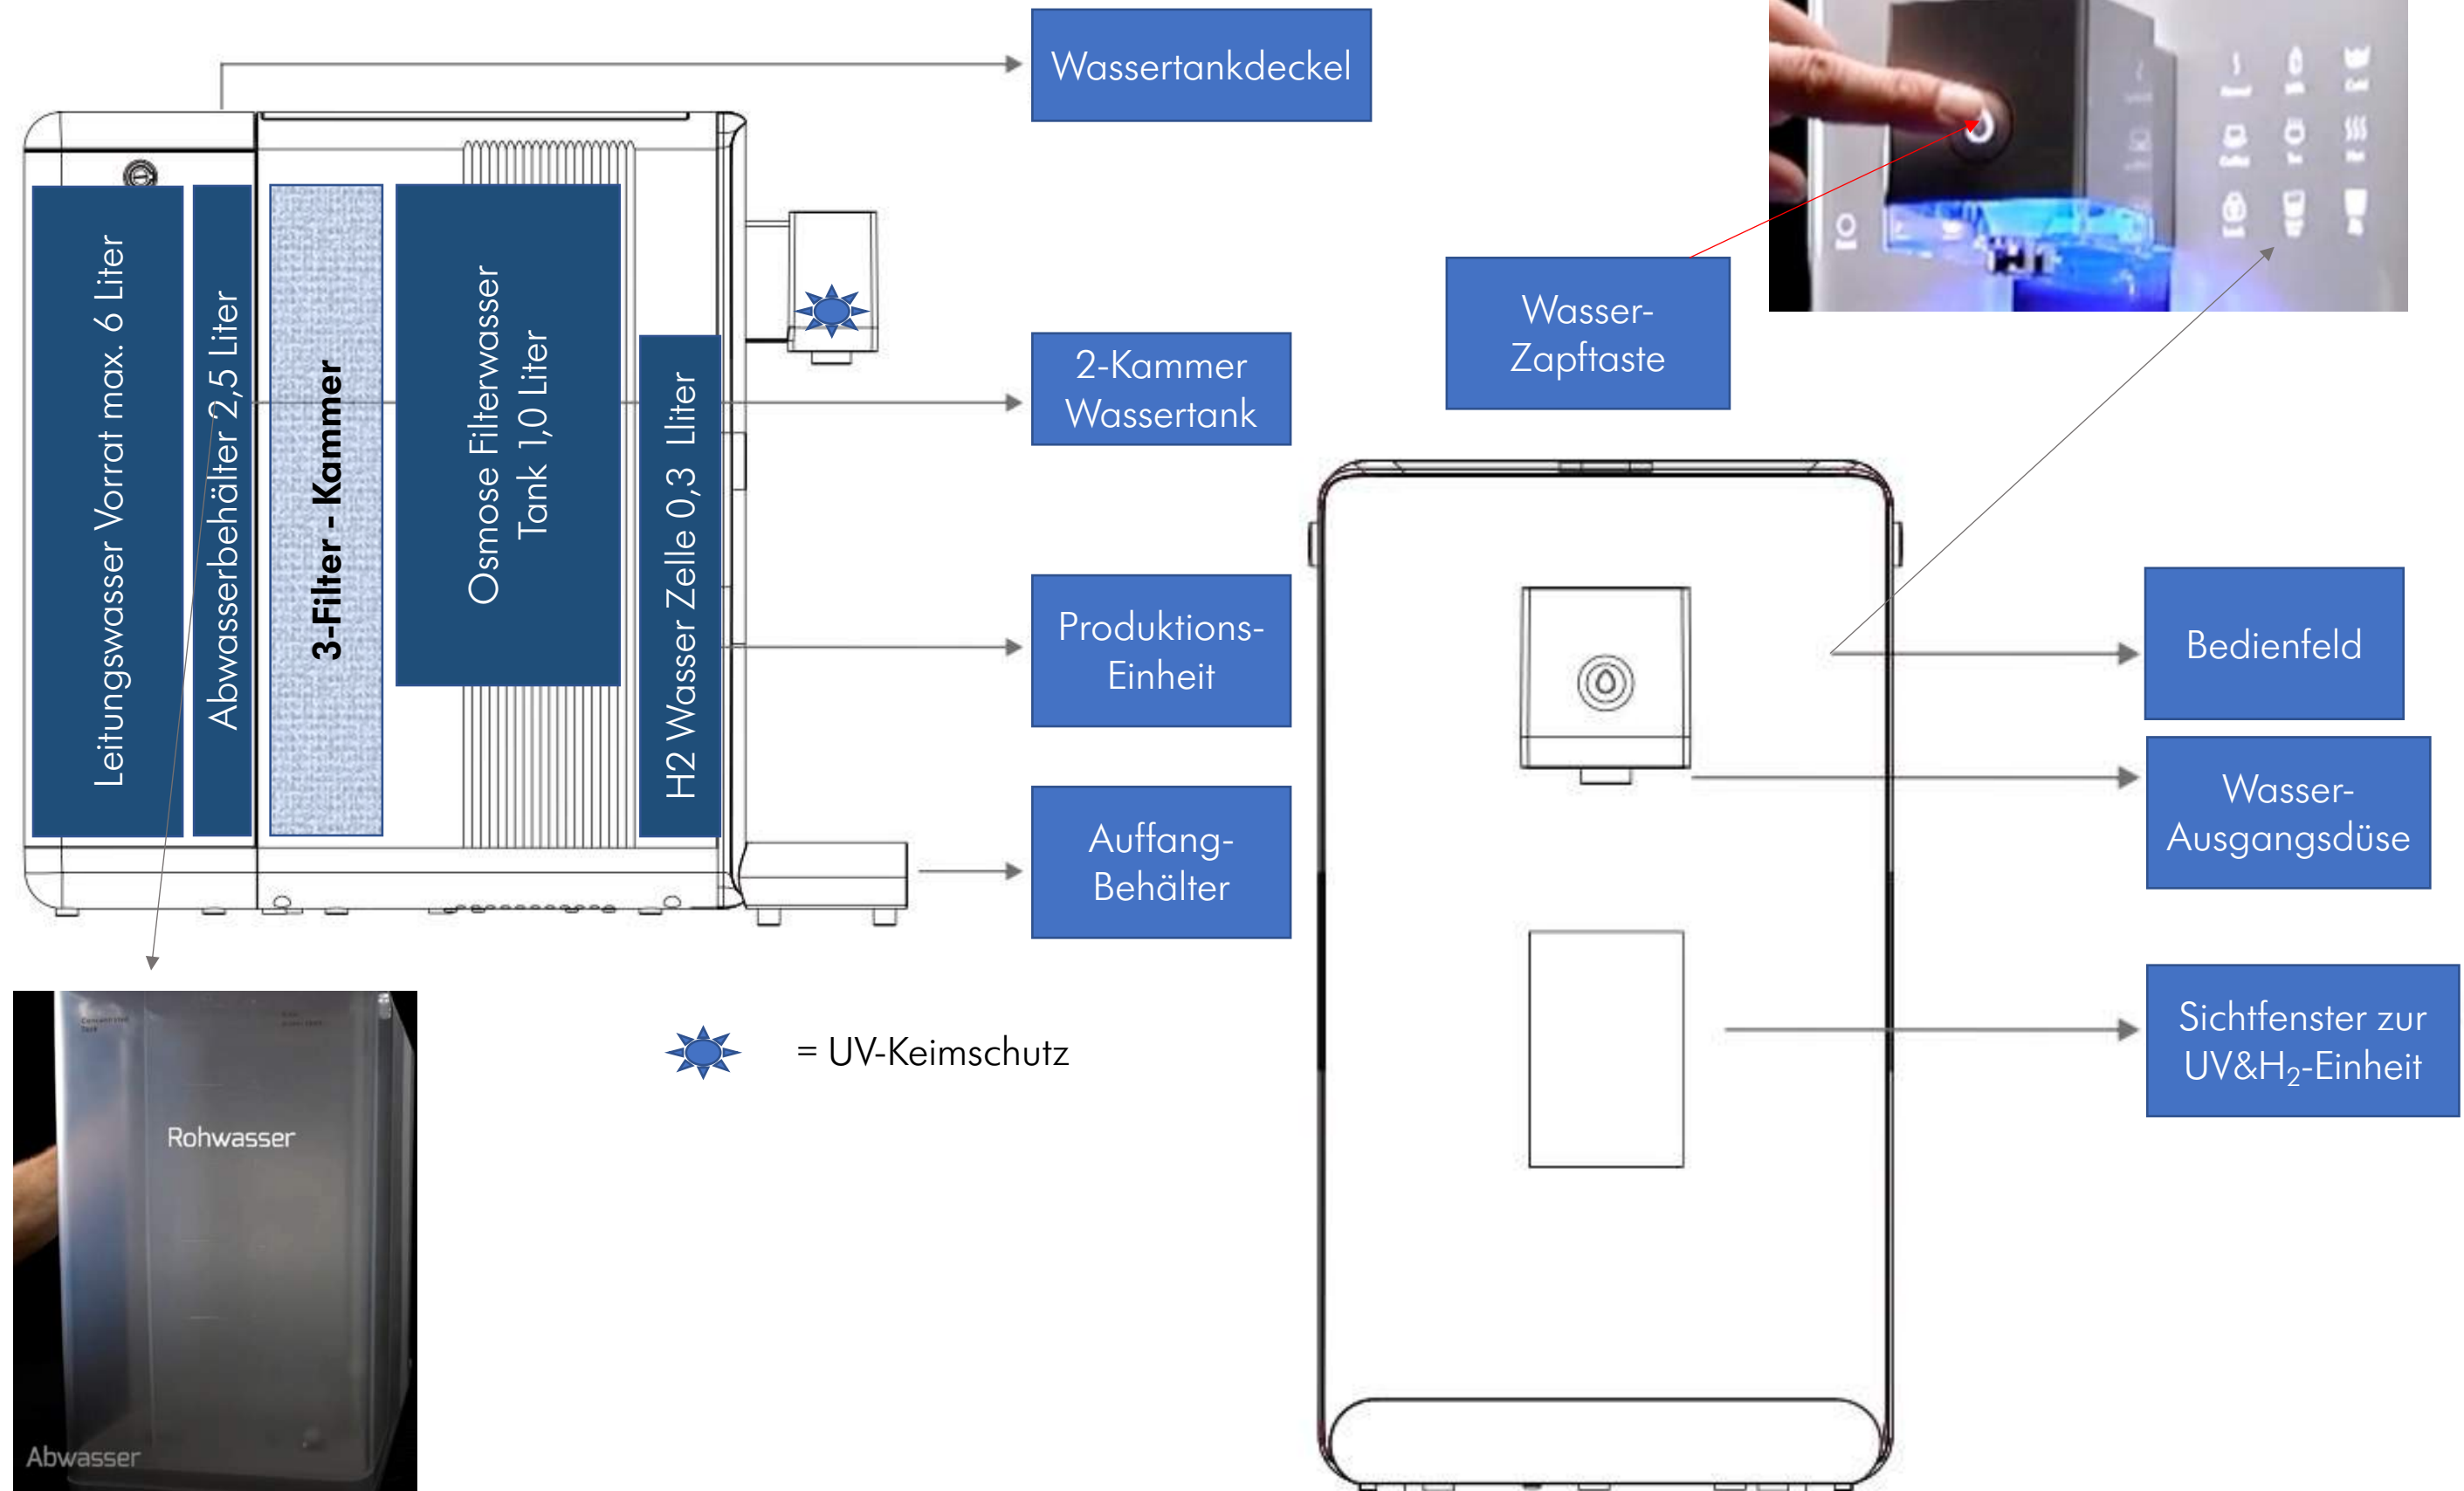 Wassertankdeckel
Leitungswasser Vorrat max. 6 Liter
Abwasserbehälter 2,5 Liter
3-Filter - Kammer
Osmose Filterwasser
Tank 1,0 Liter
H2 Wasser Zelle 0,3 Lliter
2-Kammer
Wassertank
Produktions-
Einheit
Auffang-
Behälter
Wasser-
Zapftaste
Bedienfeld
Wasser-
Ausgangsdüse
Sichtfenster zur
UV&H₂-Einheit
= UV-Keimschutz
Rohwasser
Abwasser